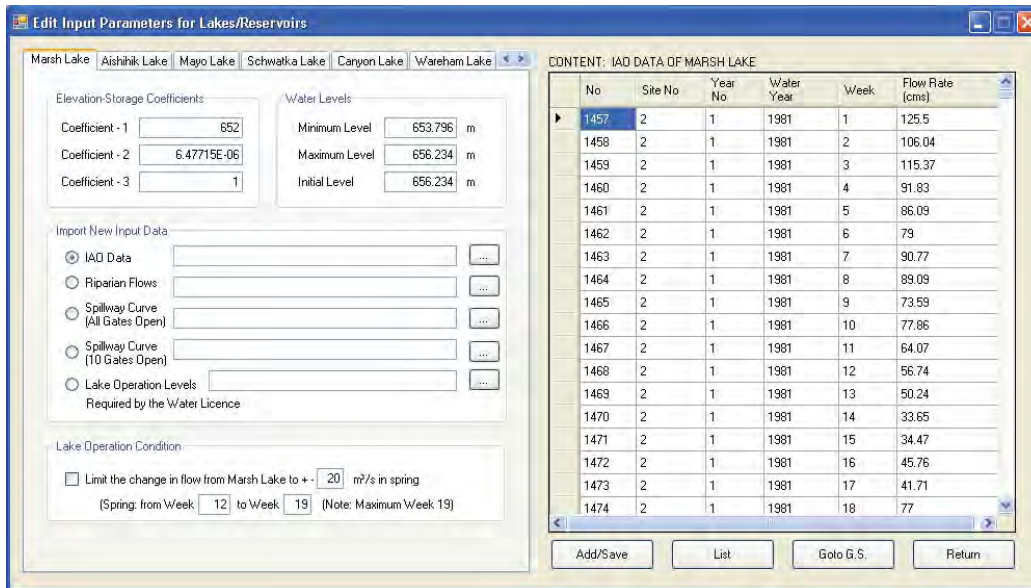 Edit Input Parameters for Lakes/Reservoirs
Marsh Lake Aishihik Lake Mayo Lake Schwatka Lake Canyon Lake Wareham Lake
Elevation-Storage Coefficients
Coefficient - 1 652
Coefficient - 2 6.47715E-06
Coefficient - 3 1
Water Levels
Minimum Level 653.796 m
Maximum Level 656.234 m
Initial Level 656.234 m
Import New Input Data
IAO Data ...
Riparian Flows ...
Spillway Curve
(All Gates Open) ...
Spillway Curve
(10 Gates Open) ...
Lake Operation Levels ...
Required by the Water Licence
Lake Operation Condition
Limit the change in flow from Marsh Lake to + - 20 m³/s in spring
(Spring: from Week 12 to Week 19 (Note: Maximum Week 19)
CONTENT: IAO DATA OF MARSH LAKE
No Site No Year No Water Year Week Flow Rate (cms)
1457 2 1 1981 1 125.5
1458 2 1 1981 2 106.04
1459 2 1 1981 3 115.37
1460 2 1 1981 4 91.83
1461 2 1 1981 5 86.09
1462 2 1 1981 6 79
1463 2 1 1981 7 90.77
1464 2 1 1981 8 89.09
1465 2 1 1981 9 73.59
1466 2 1 1981 10 77.86
1467 2 1 1981 11 64.07
1468 2 1 1981 12 56.74
1469 2 1 1981 13 50.24
1470 2 1 1981 14 33.65
1471 2 1 1981 15 34.47
1472 2 1 1981 16 45.76
1473 2 1 1981 17 41.71
1474 2 1 1981 18 77
Add/Save List Goto G.S. Return